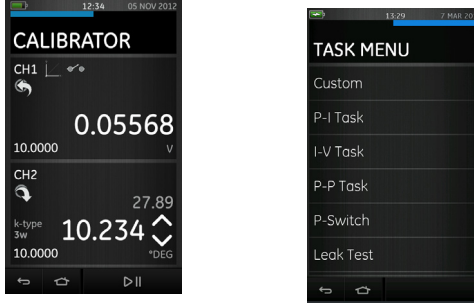 12:34 05 NOV 2012
CALIBRATOR
CH1
0.05568
10.0000 V
CH2
27.89
k-type
3w
10.234
10.0000 °DEG
13:29 7 MAR 20
TASK MENU
Custom
P-I Task
I-V Task
P-P Task
P-Switch
Leak Test